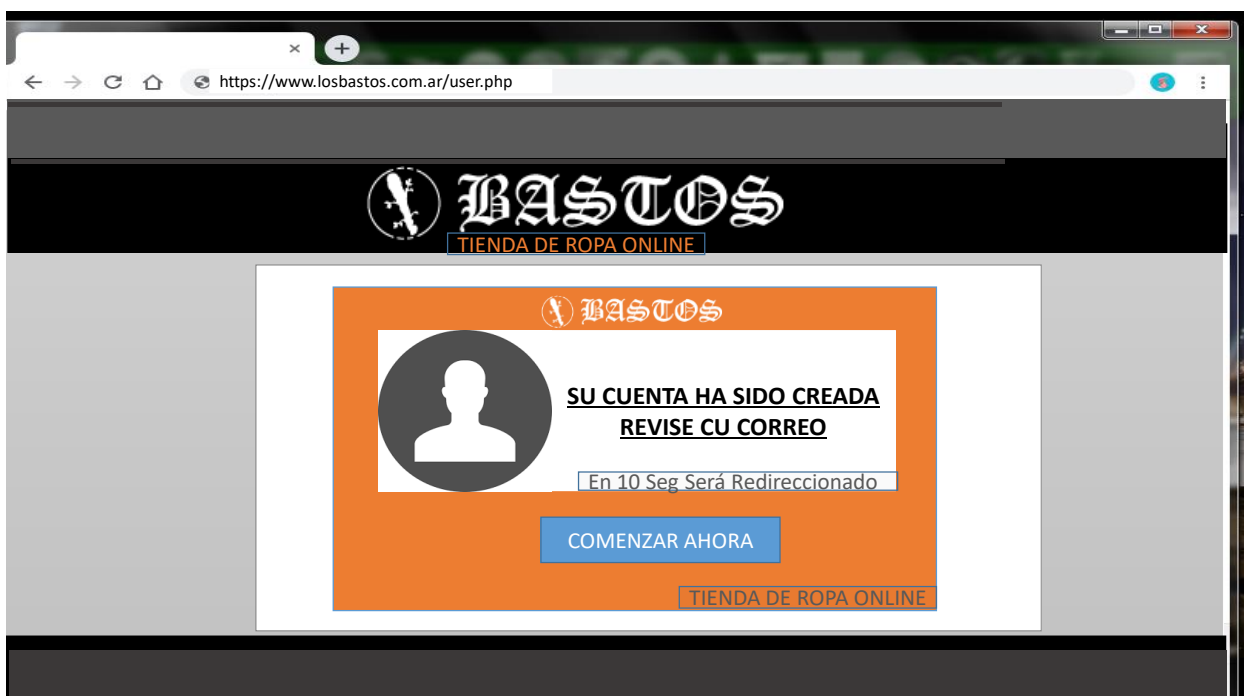 https://www.losbastos.com.ar/user.php
BASTOS
TIENDA DE ROPA ONLINE
BASTOS
SU CUENTA HA SIDO CREADA
REVISE CU CORREO
En 10 Seg Será Redireccionado
COMENZAR AHORA
TIENDA DE ROPA ONLINE